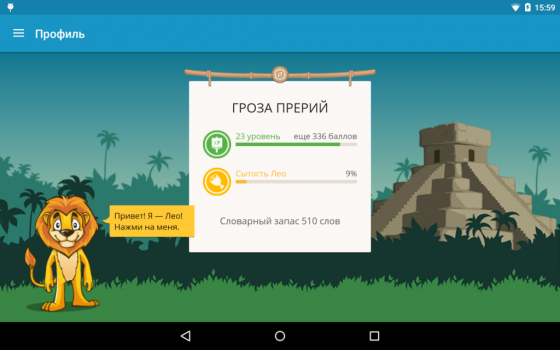 15:59
Профиль
ГРОЗА ПРЕРИЙ
23 уровень еще 336 баллов
Сытость Лео 9%
Словарный запас 510 слов
Привет! Я — Лео!
Нажми на меня.